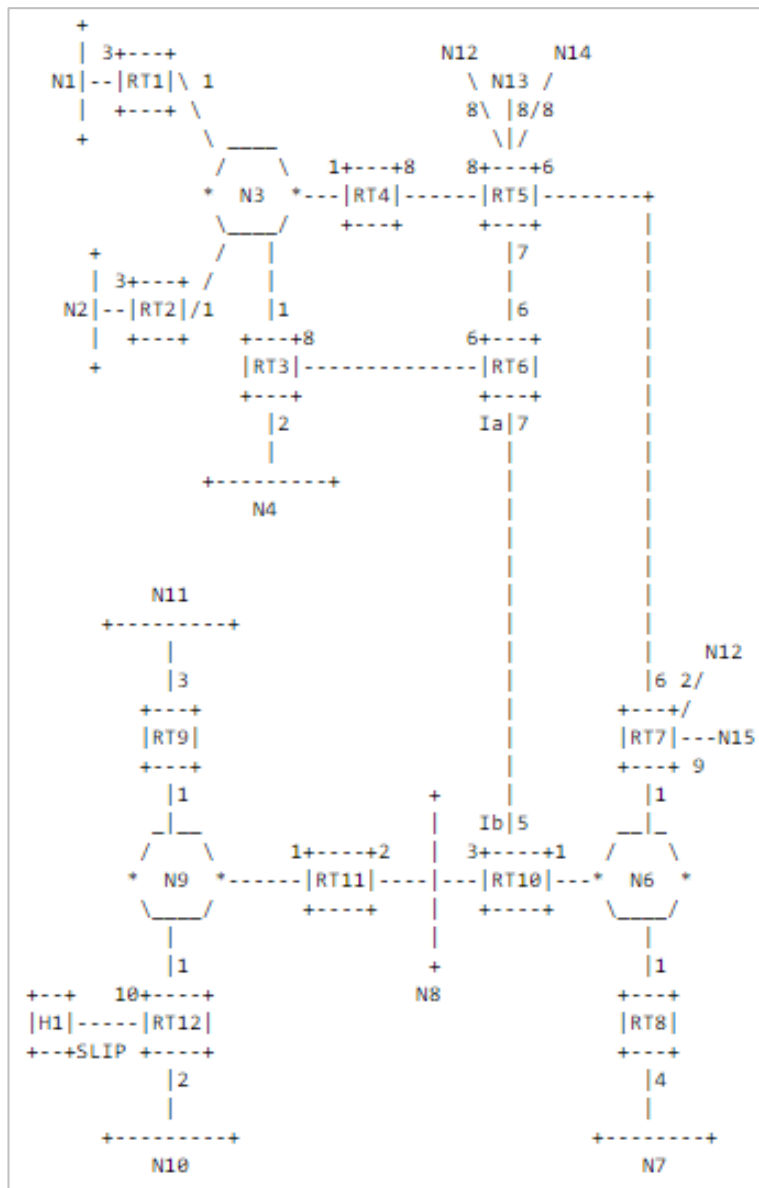 +
                 | 3+---+                     N12      N14
               N1|--|RT1|\ 1                    \ N13 /
                 |  +---+ \                     8\ |8/8
                 +         \ ____                 \|/
                            /    \   1+---+8    8+---+6
                           *  N3  *---|RT4|------|RT5|--------+
                            \____/    +---+      +---+        |
                  +         /   |                  |7         |
                  | 3+---+ /    |                  |          |
                N2|--|RT2|/1    |1                 |6         |
                  |  +---+    +---+8            6+---+        |
                  +           |RT3|--------------|RT6|        |
                              +---+              +---+        |
                                |2               Ia|7         |
                                |                  |          |
                           +---------+             |          |
                               N4                  |          |
                                                   |          |
                                                   |          |
                       N11                         |          |
                   +---------+                     |          |
                        |                          |          |    N12
                        |3                         |          |6 2/
                      +---+                        |        +---+/
                      |RT9|                        |        |RT7|---N15
                      +---+                        |        +---+ 9
                        |1                   +     |          |1
                       _|__                  |   Ib|5       __|_
                      /    \      1+----+2   |  3+----+1   /    \
                     *  N9  *------|RT11|----|---|RT10|---*  N6  *
                      \____/       +----+    |   +----+    \____/
                        |                    |                |
                        |1                   +                |1
             +--+   10+----+                N8              +---+
             |H1|-----|RT12|                                |RT8|
             +--+SLIP +----+                                +---+
                        |2                                    |4
                        |                                     |
                   +---------+                            +--------+
                       N10                                    N7